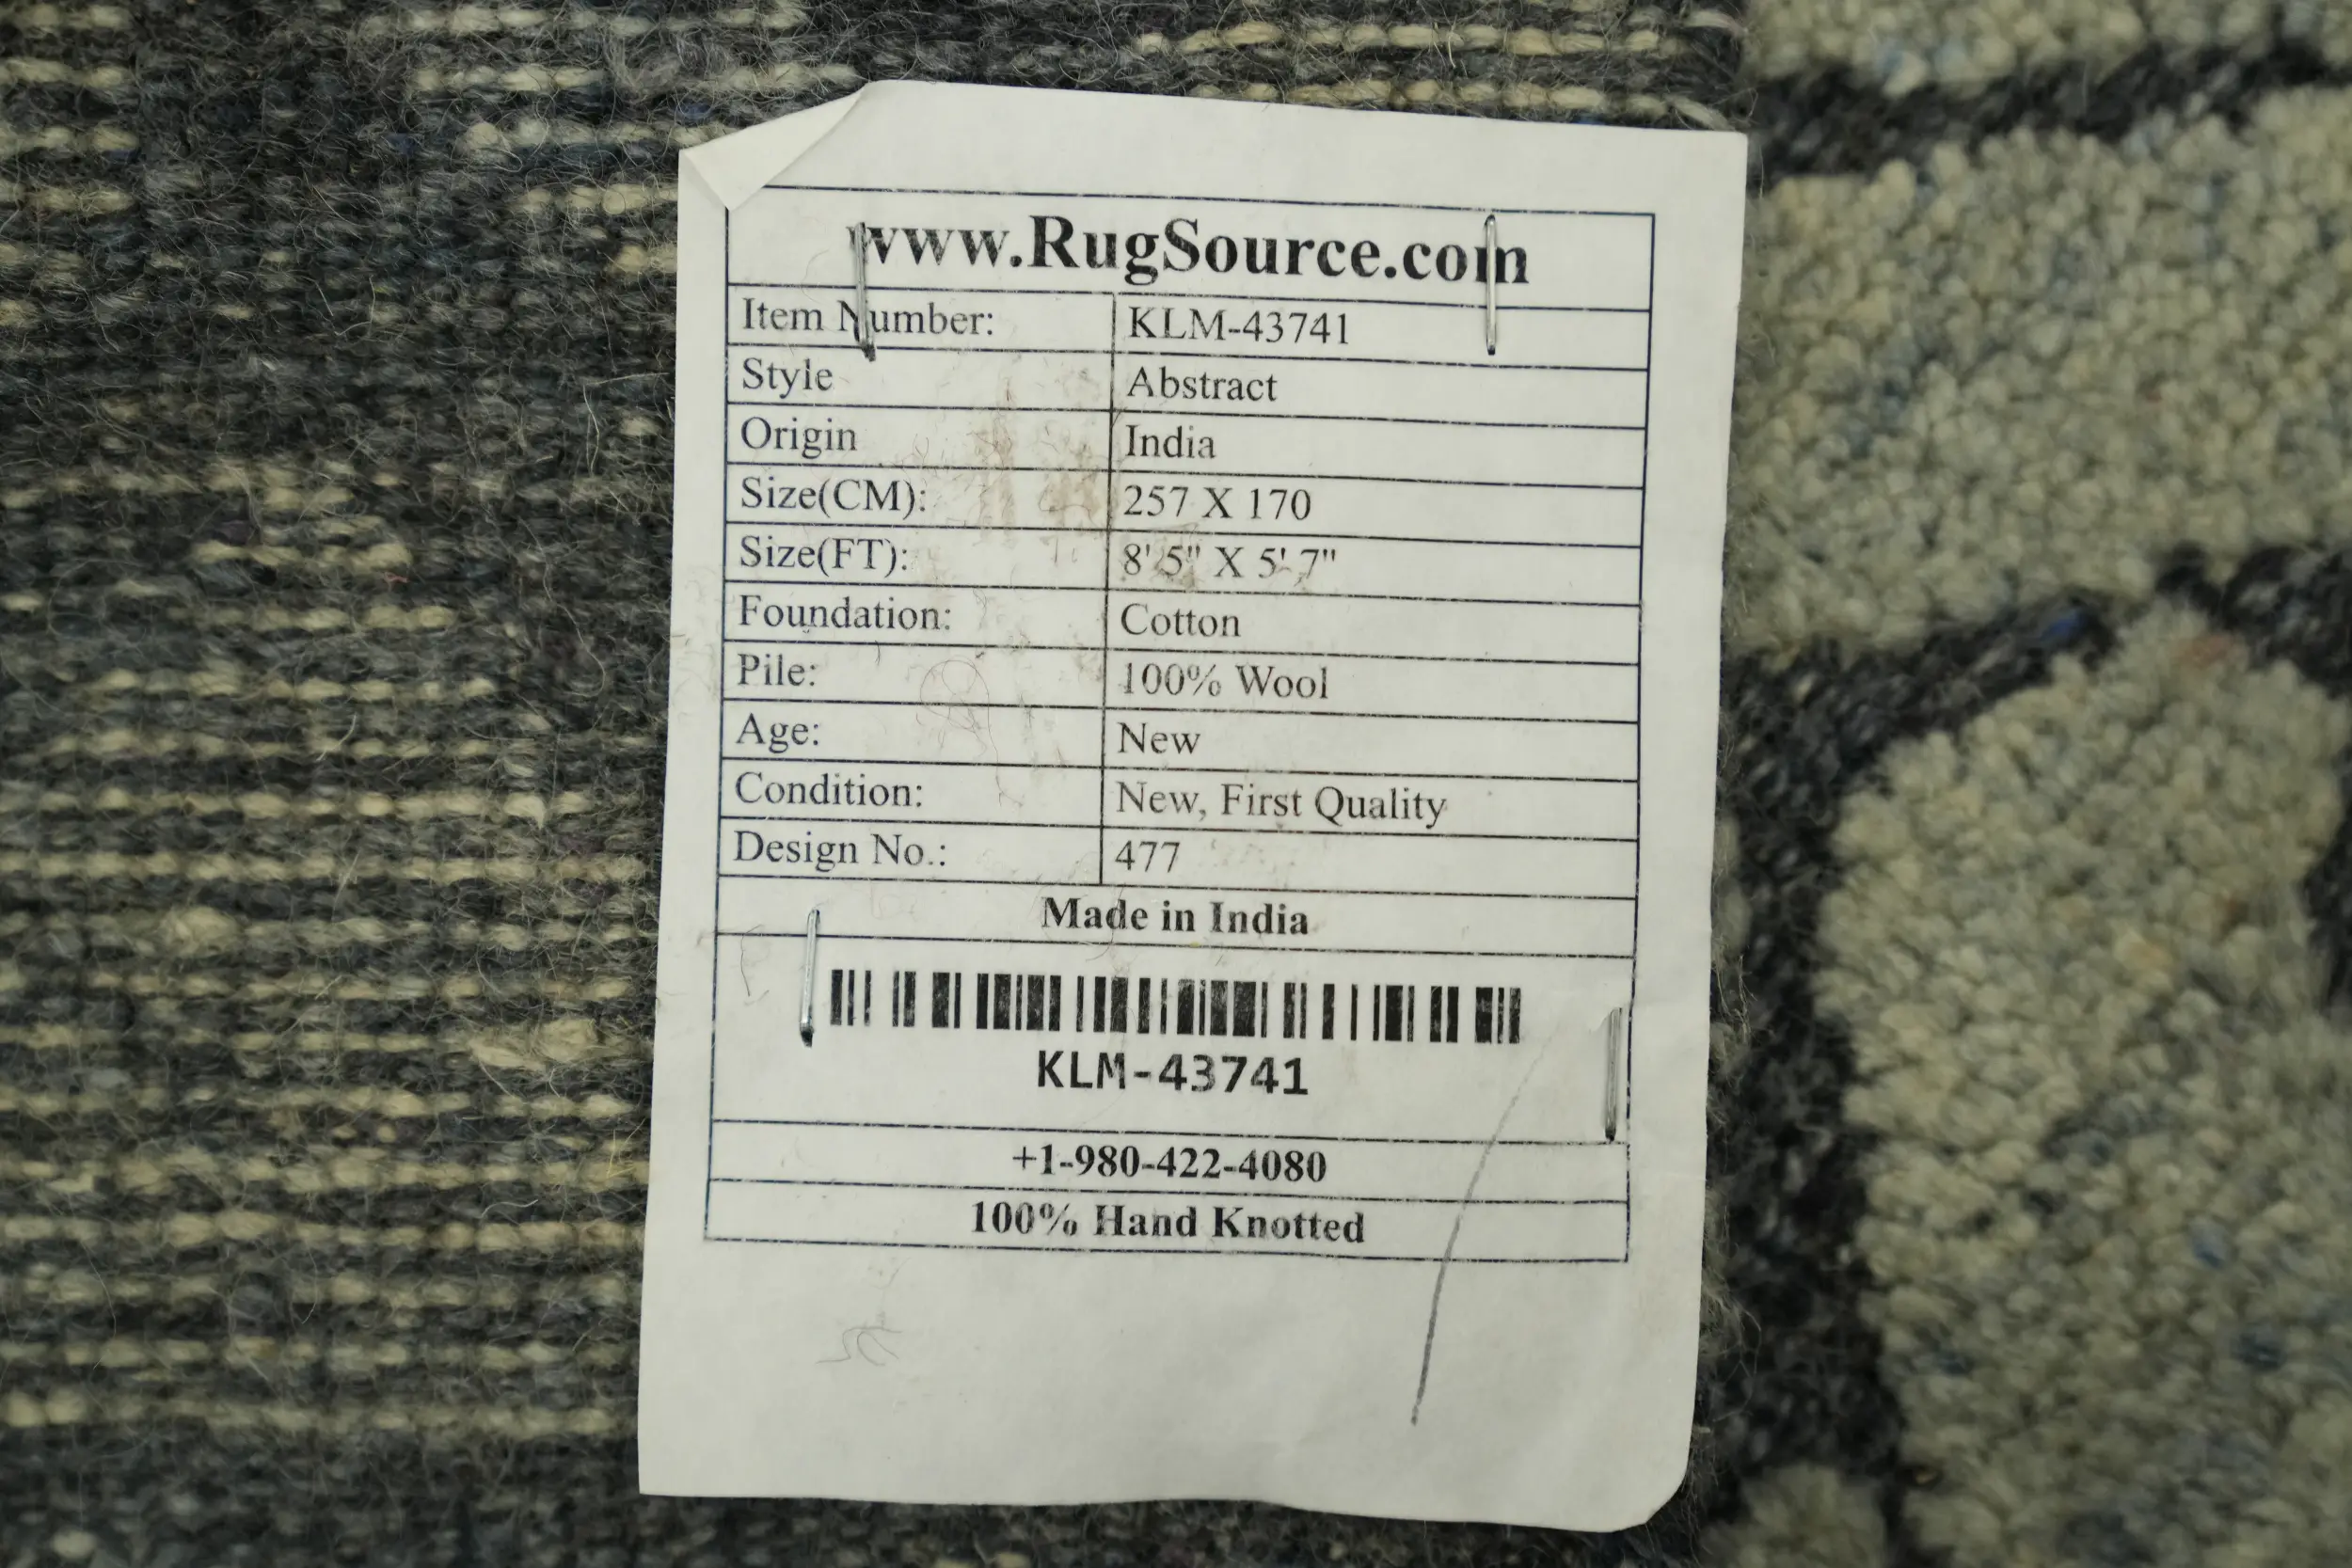 www.RugSource.com
Item Number: KLM-43741
Style Abstract
Origin India
Size(CM): 257 X 170
Size(FT): 8' 5" X 5' 7"
Foundation: Cotton
Pile: 100% Wool
Age: New
Condition: New, First Quality
Design No.: 477
Made in India
KLM-43741
+1-980-422-4080
100% Hand Knotted